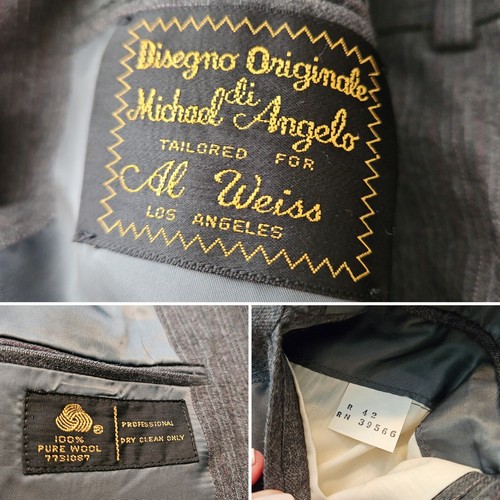 Disegno Originale
di
Michael Angelo
TAILORED FOR
Al Weiss
LOS ANGELES
®
100%
PURE WOOL
7731087
PROFESSIONAL
DRY CLEAN ONLY
R 42
RN 39566